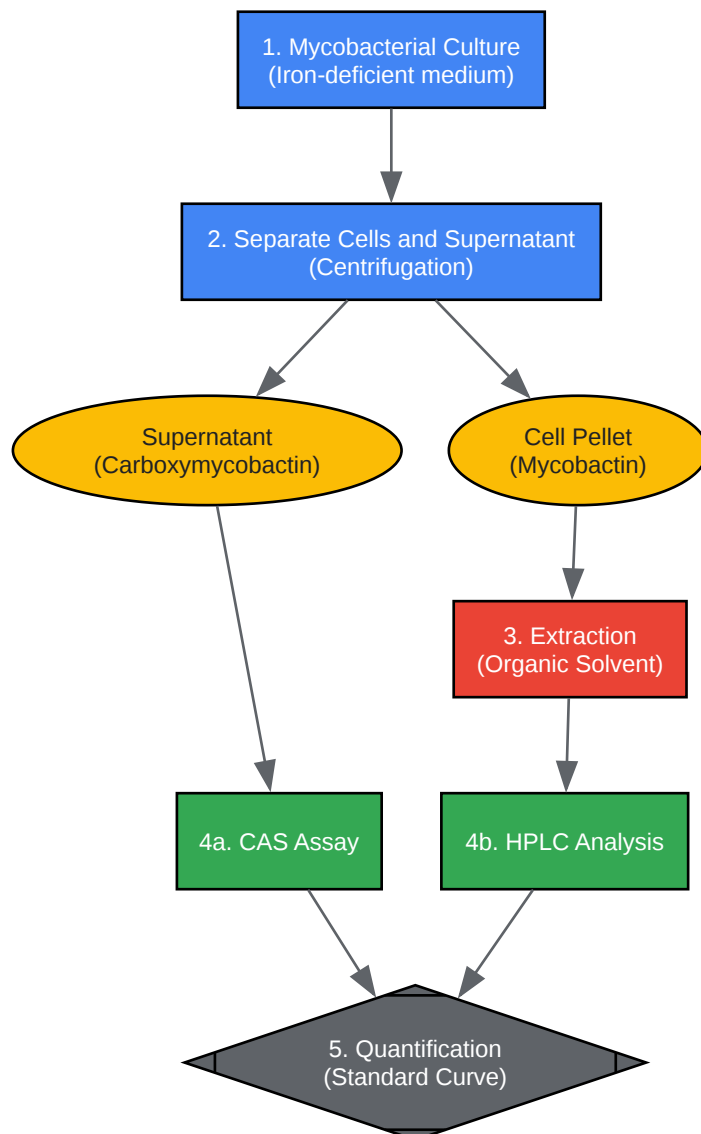 1. Mycobacterial Culture
(Iron-deficient medium)
2. Separate Cells and Supernatant
(Centrifugation)
Supernatant
(Carboxymycobactin)
Cell Pellet
(Mycobactin)
3. Extraction
(Organic Solvent)
4a. CAS Assay
4b. HPLC Analysis
5. Quantification
(Standard Curve)